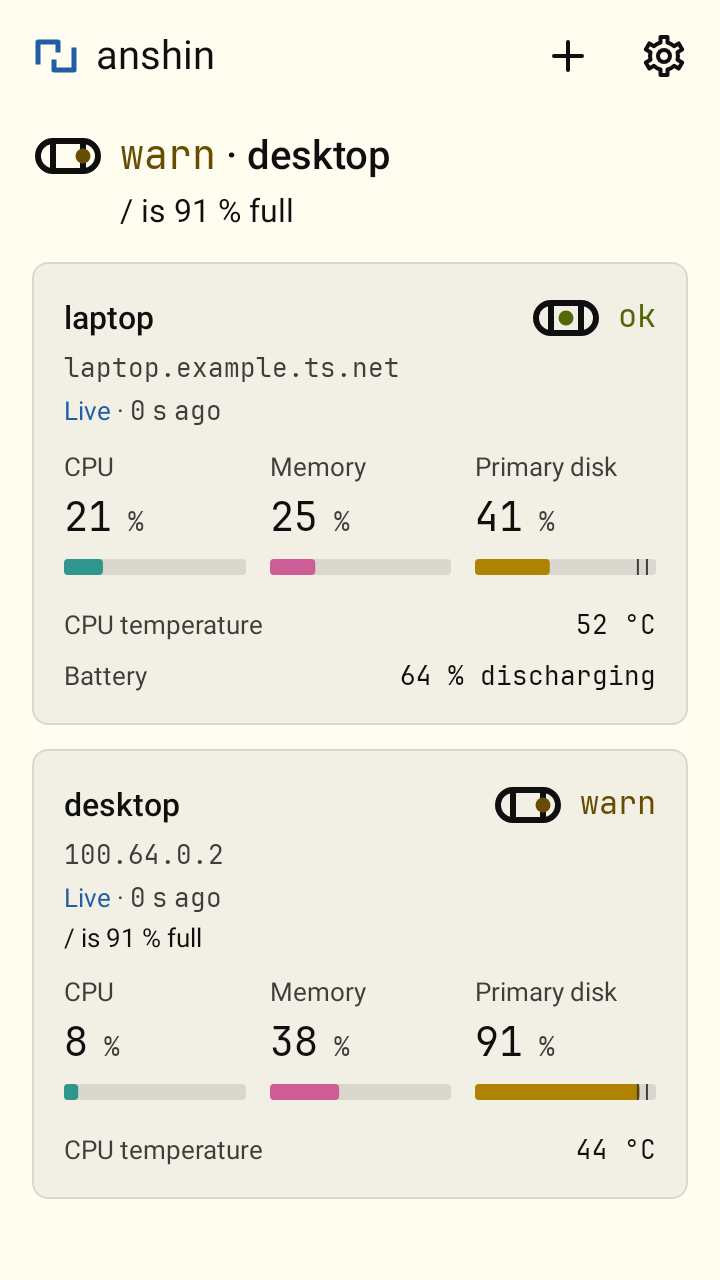 anshin
warn · desktop
/ is 91 % full
laptop
ok
laptop.example.ts.net
Live · 0 s ago
CPU Memory Primary disk
21 % 25 % 41 %
CPU temperature 52 °C
Battery 64 % discharging
desktop
warn
100.64.0.2
Live · 0 s ago
/ is 91 % full
CPU Memory Primary disk
8 % 38 % 91 %
CPU temperature 44 °C